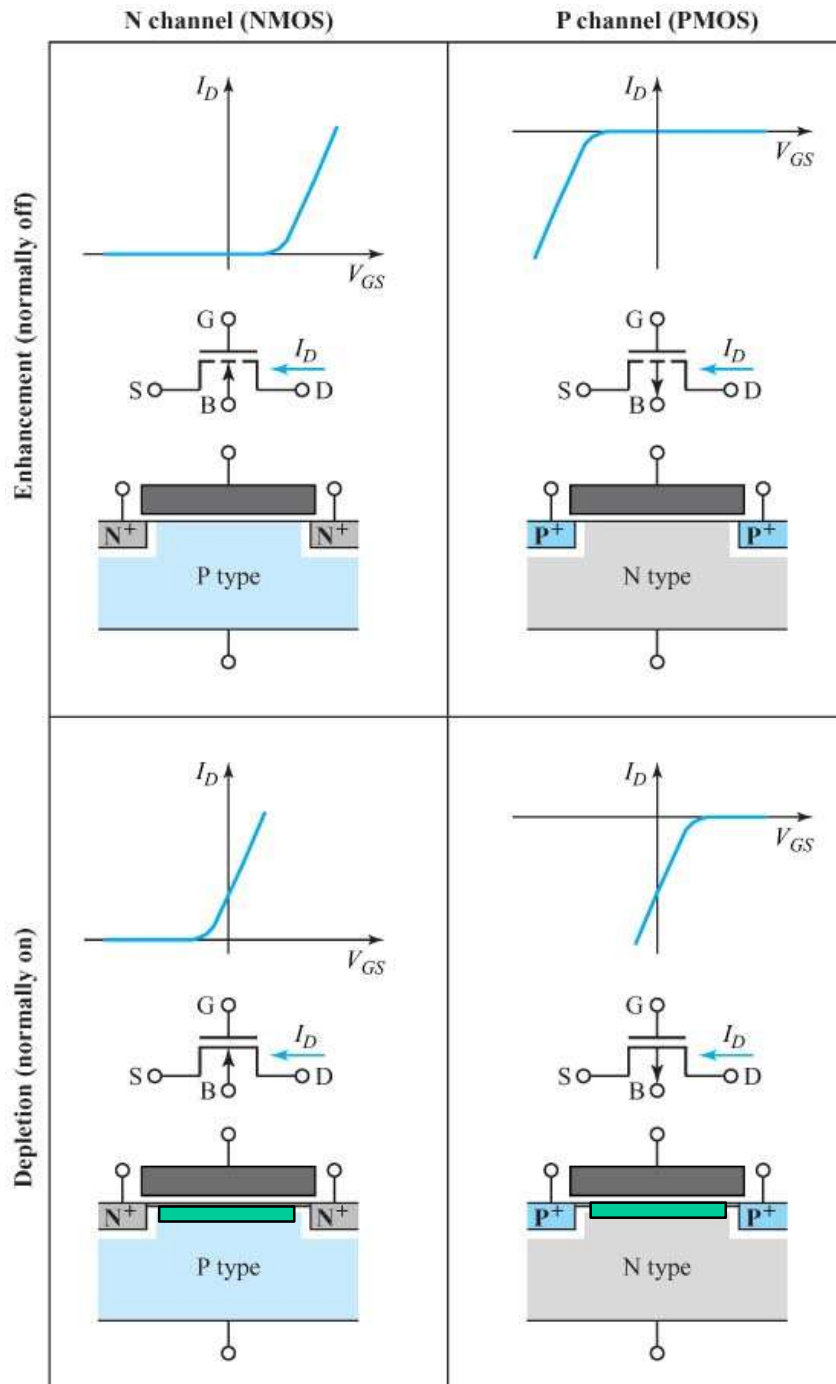 N channel (NMOS)
P channel (PMOS)
Enhancement (normally off)
I_D
V_GS
G
I_D
S
B
D
N+
N+
P type
I_D
V_GS
G
I_D
S
B
D
P+
P+
N type
Depletion (normally on)
I_D
V_GS
G
I_D
S
B
D
N+
N+
P type
I_D
V_GS
G
I_D
S
B
D
P+
P+
N type